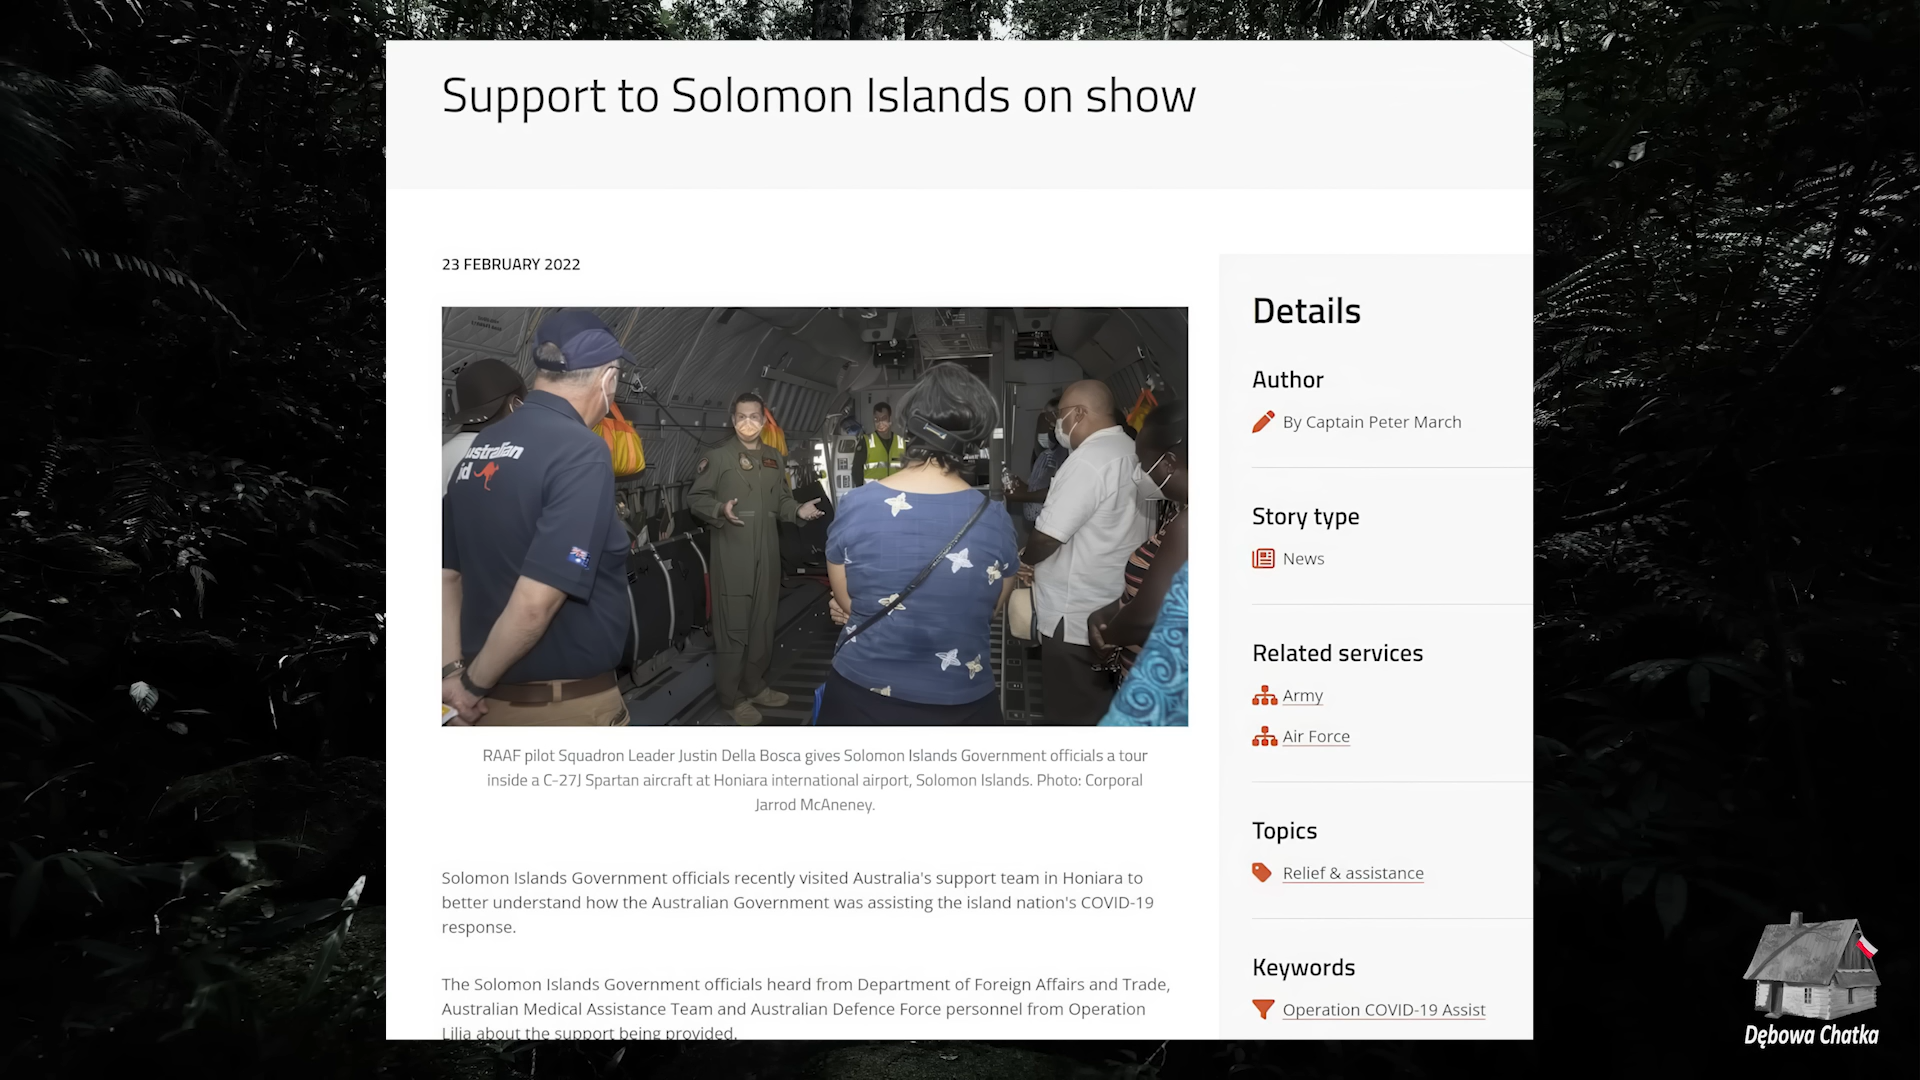 Support to Solomon Islands on show
23 FEBRUARY 2022
ustralian
id
RAAF pilot Squadron Leader Justin Della Bosca gives Solomon Islands Government officials a tour
inside a C-27J Spartan aircraft at Honiara international airport, Solomon Islands. Photo: Corporal
Jarrod McAneney.
Solomon Islands Government officials recently visited Australia's support team in Honiara to
better understand how the Australian Government was assisting the island nation's COVID-19
response.
The Solomon Islands Government officials heard from Department of Foreign Affairs and Trade,
Australian Medical Assistance Team and Australian Defence Force personnel from Operation
Lilia about the support being provided.
Details
Author
By Captain Peter March
Story type
News
Related services
Army
Air Force
Topics
Relief & assistance
Keywords
Operation COVID-19 Assist
Dębowa Chatka